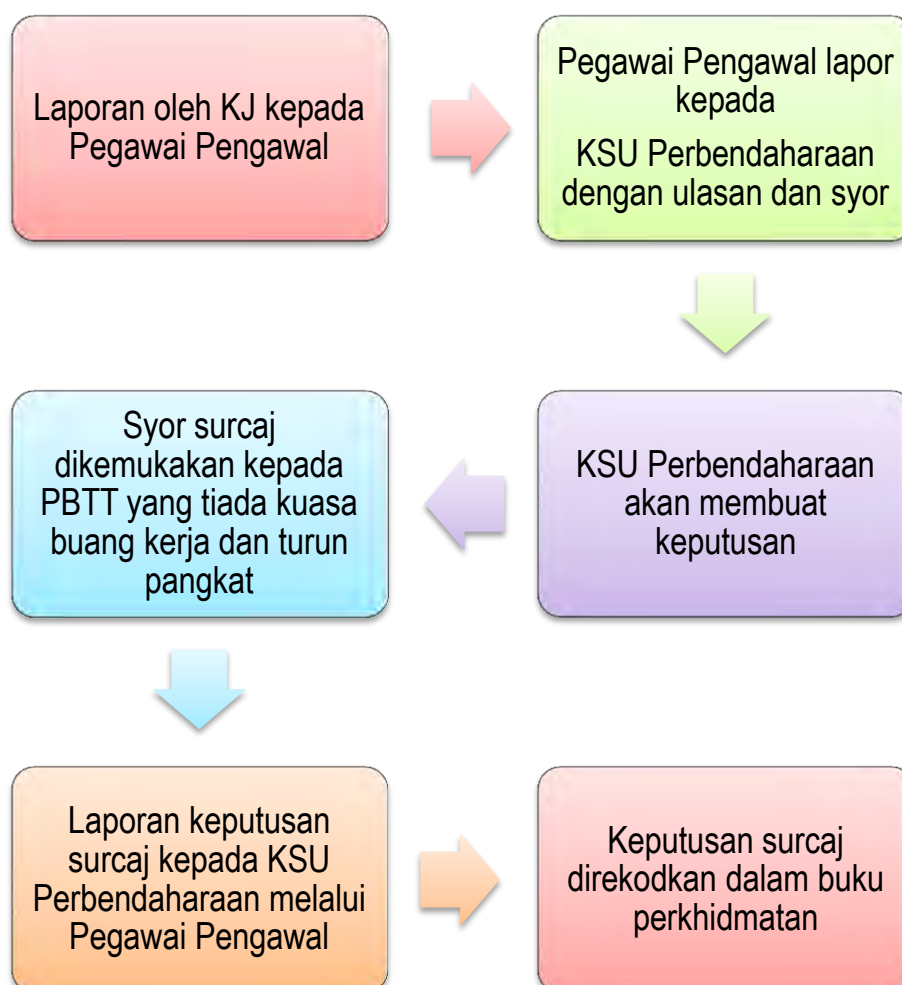 Laporan oleh KJ kepada
Pegawai Pengawal
Pegawai Pengawal lapor
kepada
KSU Perbendaharaan
dengan ulasan dan syor
KSU Perbendaharaan
akan membuat
keputusan
Syor surcaj
dikemukakan kepada
PBTT yang tiada kuasa
buang kerja dan turun
pangkat
Laporan keputusan
surcaj kepada KSU
Perbendaharaan melalui
Pegawai Pengawal
Keputusan surcaj
direkodkan dalam buku
perkhidmatan